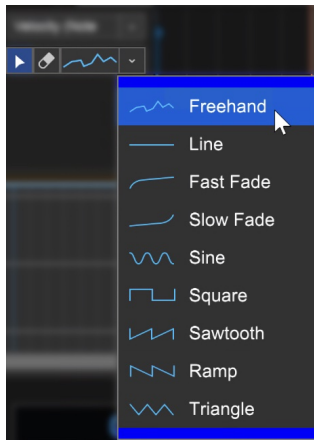 Freehand
Line
Fast Fade
Slow Fade
Sine
Square
Sawtooth
Ramp
Triangle